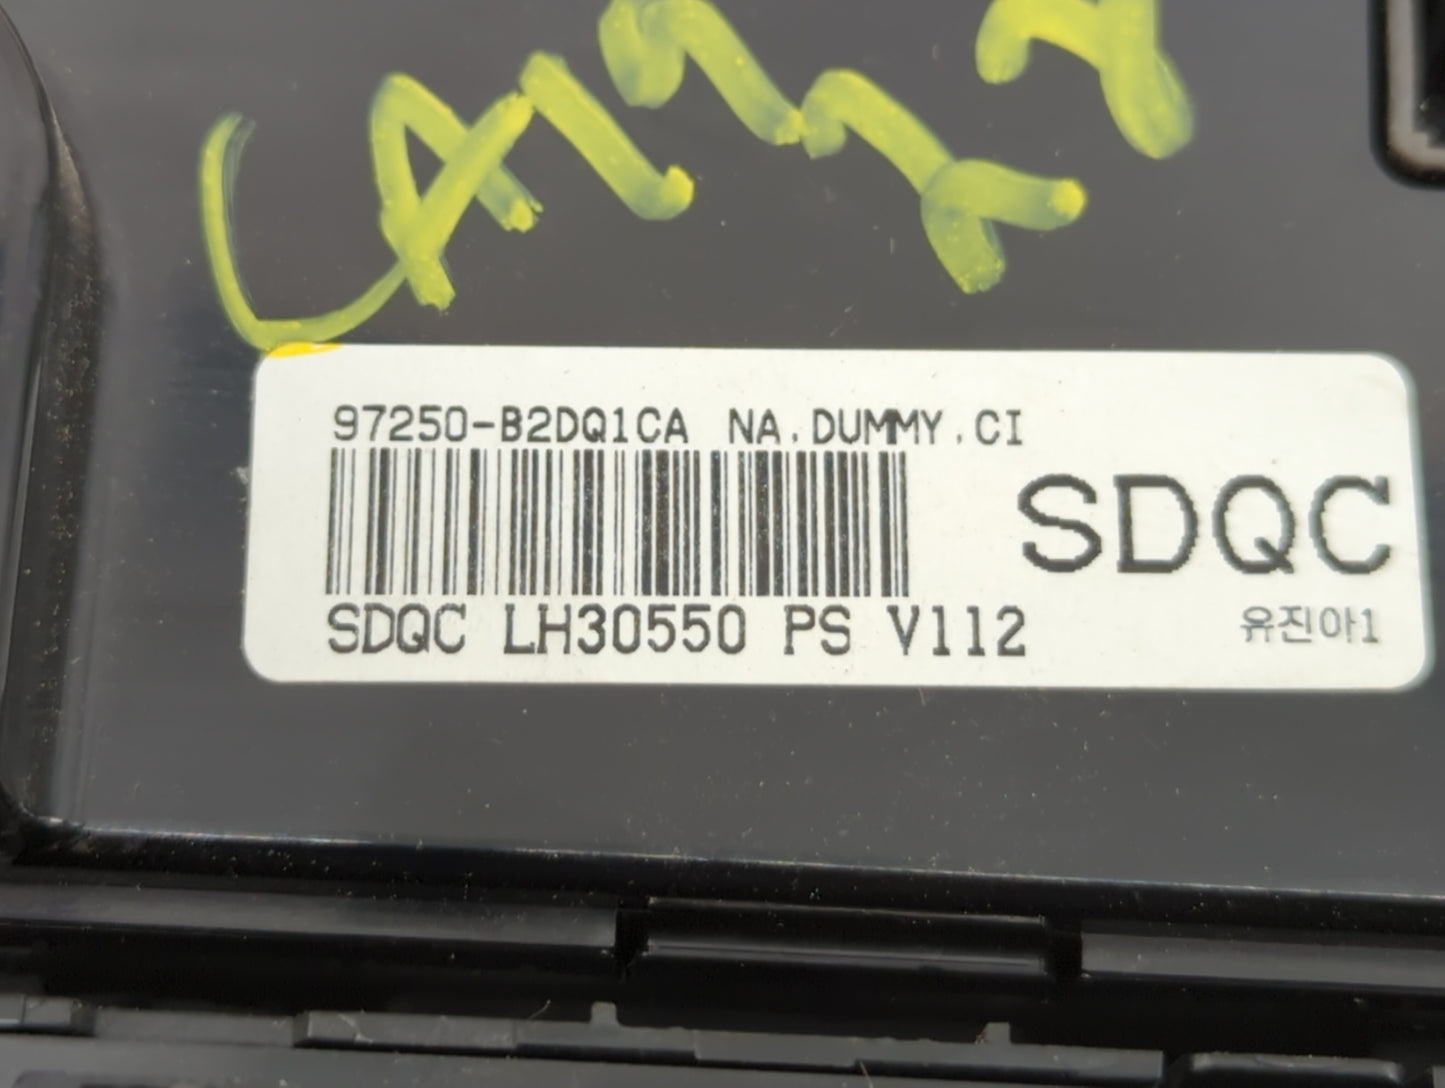 97250-B2DQ1CA NA.DUMMY.CI
SDQC
SDQC LH30550 PS V112
유진아1